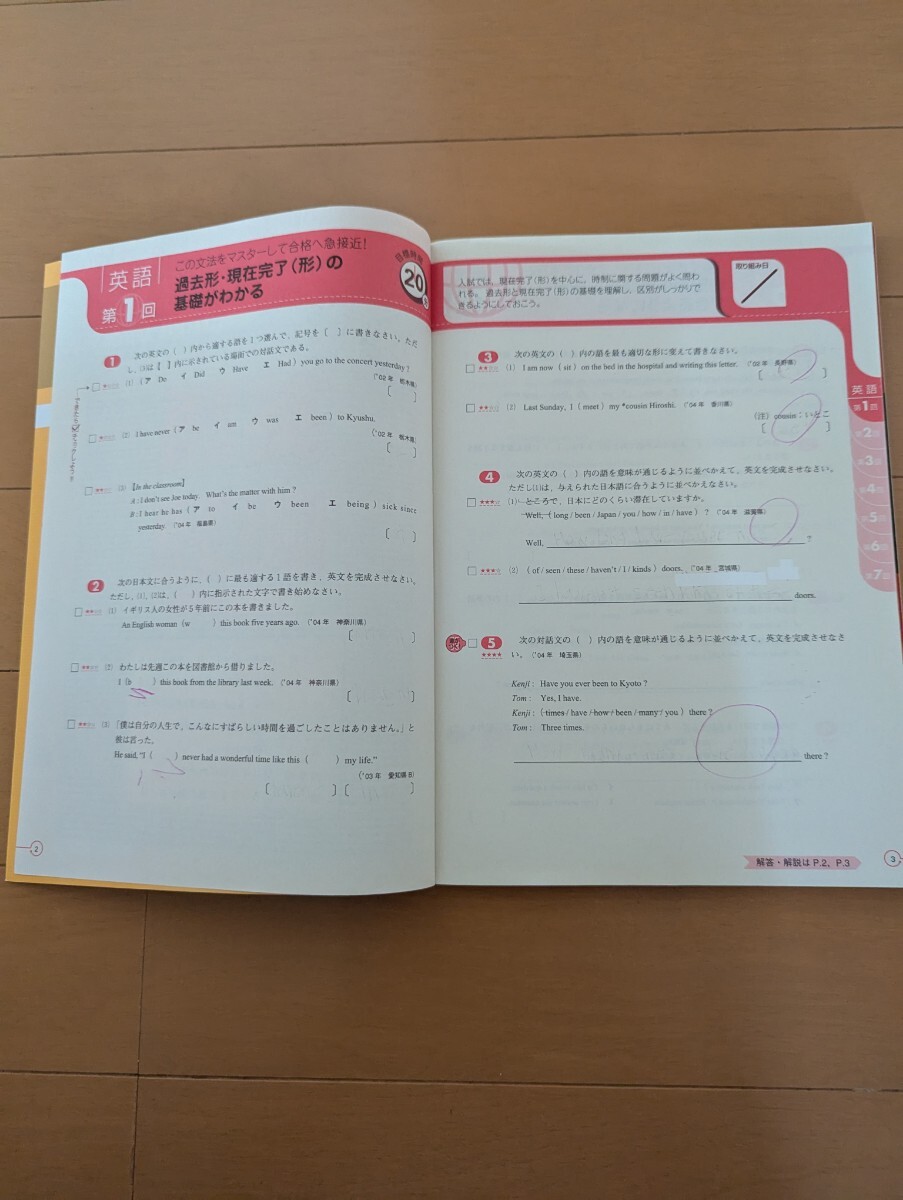 英語
第1回
この文法をマスターして合格へ急接近!
過去形・現在完了(形)の
基礎がわかる
目標時間
20
1 次の英文の( )内から適する語を1つ選んで、記号を[ ]に書きなさい。ただ
し、(3)は【 】内に示されている場面での対話文である。
(1) (ア Do イ Did ウ Have エ Had) you go to the concert yesterday?
('02年 栃木県)
[ ]
(2) I have never (ア be イ am ウ was エ been) to Kyushu.
('02年 栃木県)
[ ]
(3) 【In the classroom】
A: I don't see Joe today. What's the matter with him?
B: I hear he has (ア to イ be ウ been エ being) sick since
yesterday. ('04年 福島県)
[ ]
2 次の日本文に合うように、( )に最も適する1語を書き、英文を完成させなさい。
ただし、(1)、(2)は、( )内に指示された文字で書き始めなさい。
(1) イギリス人の女性が5年前にこの本を書きました。
An English woman (w ) this book five years ago. ('04年 神奈川県)
[ ]
(2) わたしは先週この本を図書館から借りました。
I (b ) this book from the library last week. ('04年 神奈川県)
[ ]
(3) 「僕は自分の人生で、こんなにすばらしい時間を過ごしたことはありません。」と
彼は言った。
He said, "I ( ) never had a wonderful time like this ( ) my life."
('03年 愛知県B)
[ ] [ ]
2
入試では、現在完了(形)を中心に、時制に関する問題がよく問
われる。過去形と現在完了(形)の基礎を理解し、区別がしっかりで
きるようにしておこう。
取り組み日
3 次の英文の( )内の語を最も適切な形に変えて書きなさい。
(1) I am now (sit) on the bed in the hospital and writing this letter. ('02年 長野県)
[ ]
(2) Last Sunday, I (meet) my *cousin Hiroshi. ('04年 香川県)
(注) cousin:いとこ
[ ]
4 次の英文の( )内の語を意味が通じるように並べかえて、英文を完成させなさい。
ただし(1)は、与えられた日本語に合うように並べかえなさい。
(1) ところで、日本にどのくらい滞在していますか。
Well, (long / been / Japan / you / how / in / have)? ('04年 滋賀県)
Well, ?
(2) (of / seen / these / haven't / I / kinds) doors. ('04年 宮城県)
doors.
5 次の対話文の( )内の語を意味が通じるように並べかえて、英文を完成させなさ
い。('04年 埼玉県)
Kenji: Have you ever been to Kyoto?
Tom: Yes, I have.
Kenji: (times / have / how / been / many / you) there?
Tom: Three times.
there?
英語
第1回
第2回
第3回
第4回
第5回
第6回
第7回
解答・解説は P.2、P.3
3